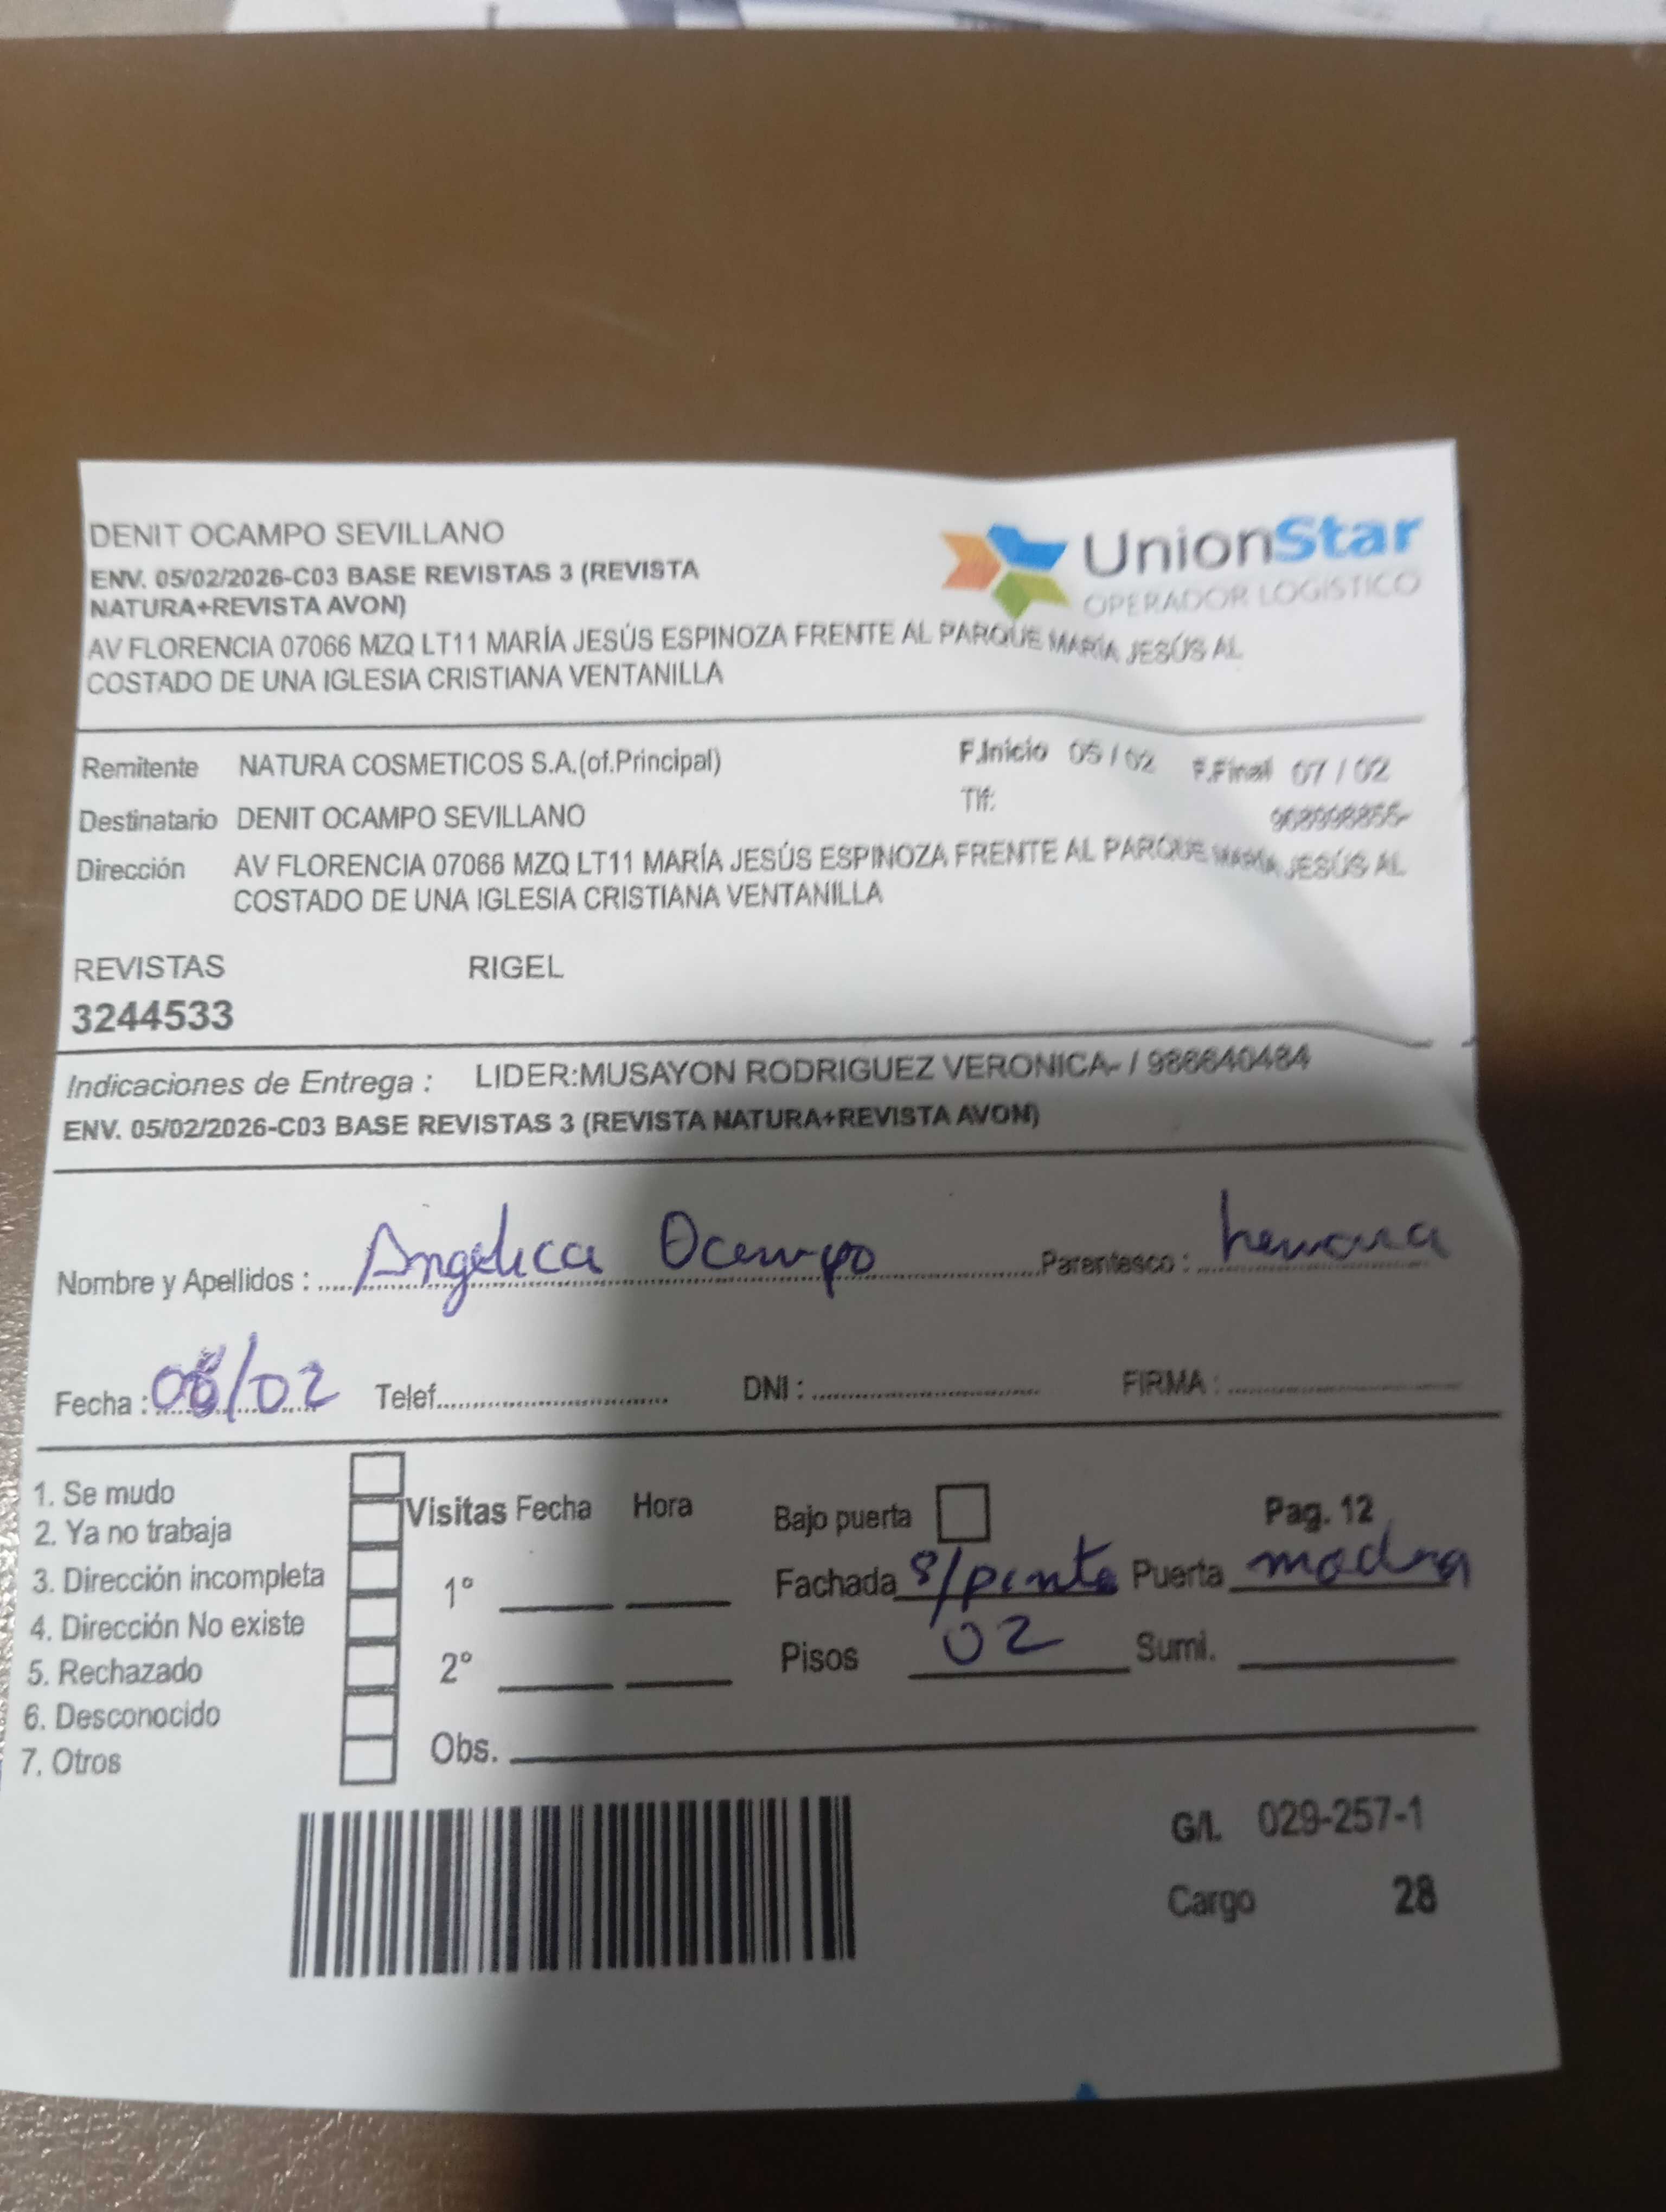 DENIT OCAMPO SEVILLANO
UnionStar
OPERADOR LOGÍSTICO
ENV. 05/02/2026-C03 BASE REVISTAS 3 (REVISTA
NATURA+REVISTA AVON)
AV FLORENCIA 07066 MZQ LT11 MARÍA JESÚS ESPINOZA FRENTE AL PARQUE MARÍA JESÚS AL
COSTADO DE UNA IGLESIA CRISTIANA VENTANILLA
Remitente NATURA COSMETICOS S.A.(of.Principal) F.Inicio 05 / 02 F.Final 07 / 02
Destinatario DENIT OCAMPO SEVILLANO Tlf:
Dirección AV FLORENCIA 07066 MZQ LT11 MARÍA JESÚS ESPINOZA FRENTE AL PARQUE MARÍA JESÚS AL
COSTADO DE UNA IGLESIA CRISTIANA VENTANILLA
REVISTAS RIGEL
3244533
Indicaciones de Entrega : LIDER:MUSAYON RODRIGUEZ VERONICA- / 986640484
ENV. 05/02/2026-C03 BASE REVISTAS 3 (REVISTA NATURA+REVISTA AVON)
Nombre y Apellidos : Angelica Ocampo Parentesco :
Fecha : 06/02 Telef. DNI : FIRMA :
1. Se mudo
2. Ya no trabaja
3. Dirección incompleta
4. Dirección No existe
5. Rechazado
6. Desconocido
7. Otros
Visitas Fecha Hora
1°
2°
Obs.
Bajo puerta Pag. 12
Fachada Puerta
Pisos 02 Sumi.
G/L 029-257-1
Cargo 28